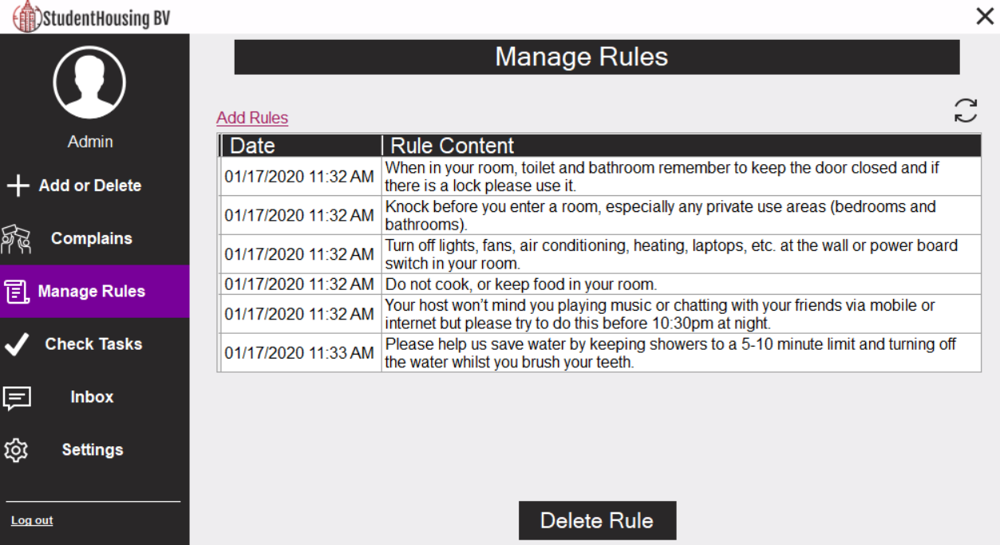 StudentHousing BV
Manage Rules
Admin
Add or Delete
Complains
Manage Rules
Check Tasks
Inbox
Settings
Log out
Add Rules
Date Rule Content
01/17/2020 11:32 AM When in your room, toilet and bathroom remember to keep the door closed and if
there is a lock please use it.
01/17/2020 11:32 AM Knock before you enter a room, especially any private use areas (bedrooms and
bathrooms).
01/17/2020 11:32 AM Turn off lights, fans, air conditioning, heating, laptops, etc. at the wall or power board
switch in your room.
01/17/2020 11:32 AM Do not cook, or keep food in your room.
01/17/2020 11:32 AM Your host won't mind you playing music or chatting with your friends via mobile or
internet but please try to do this before 10:30pm at night.
01/17/2020 11:33 AM Please help us save water by keeping showers to a 5-10 minute limit and turning off
the water whilst you brush your teeth.
Delete Rule